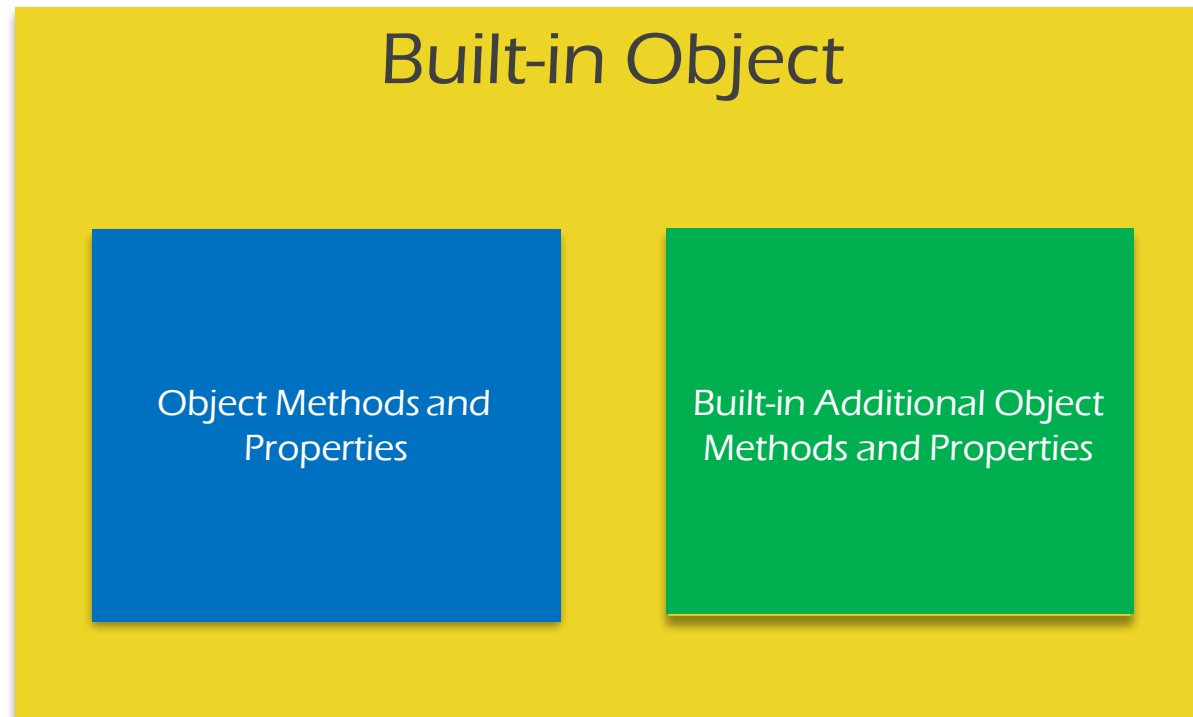 Built-in Object
Object Methods and
Properties
Built-in Additional Object
Methods and Properties